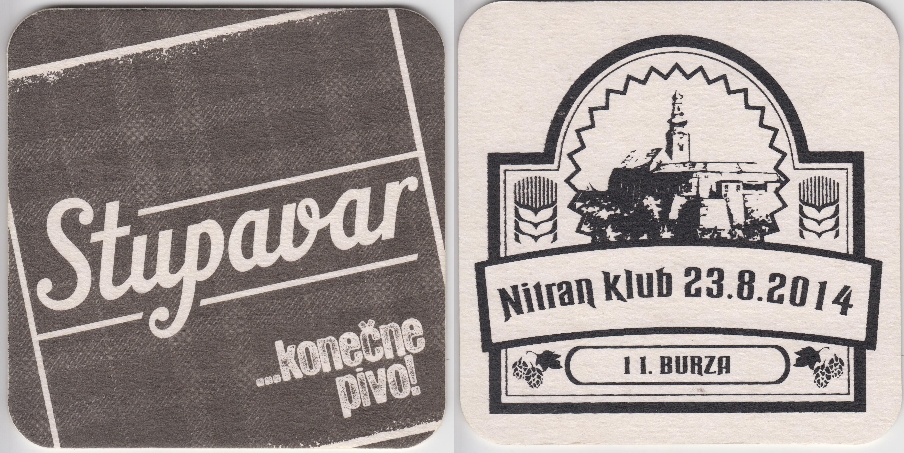 Stupavar
...konečne
pivo!
Nitran Klub 23.8.2014
11. BURZA